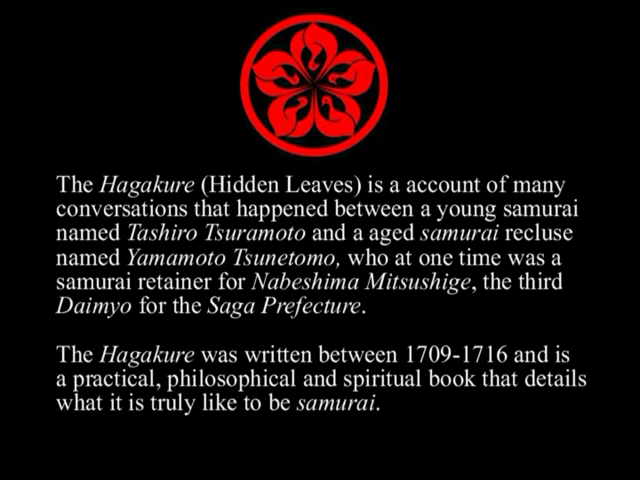 The Hagakure (Hidden Leaves) is a account of many
conversations that happened between a young samurai
named Tashiro Tsuramoto and a aged samurai recluse
named Yamamoto Tsunetomo, who at one time was a
samurai retainer for Nabeshima Mitsushige, the third
Daimyo for the Saga Prefecture.
The Hagakure was written between 1709-1716 and is
a practical, philosophical and spiritual book that details
what it is truly like to be samurai.